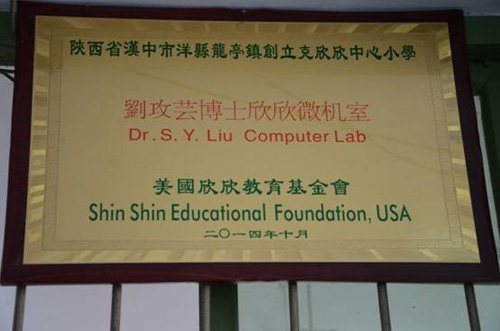 陝西省漢中市洋縣龍亭鎮創立克欣欣中心小學
劉攻芸博士欣欣微机室
Dr. S. Y. Liu Computer Lab
美國欣欣教育基金會
Shin Shin Educational Foundation, USA
二〇一四年十月